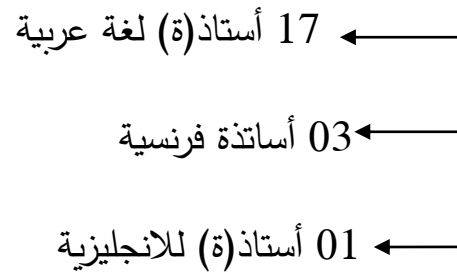 17 أستاذ(ة) لغة عربية
03 أساتذة فرنسية
01 أستاذ(ة) للانجليزية